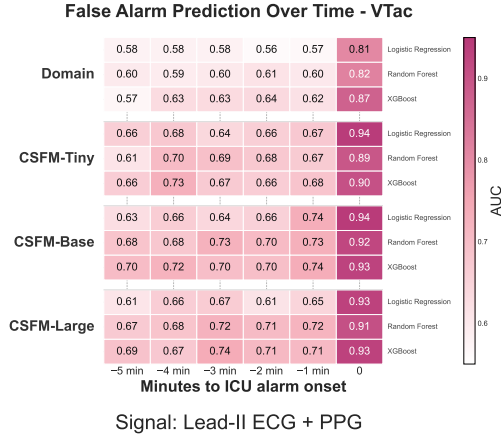 False Alarm Prediction Over Time - VTac
Domain
0.58 0.58 0.58 0.56 0.57 0.81 Logistic Regression
0.60 0.59 0.60 0.61 0.60 0.82 Random Forest
0.57 0.63 0.63 0.64 0.62 0.87 XGBoost
CSFM-Tiny
0.66 0.68 0.64 0.66 0.67 0.94 Logistic Regression
0.61 0.70 0.69 0.68 0.67 0.89 Random Forest
0.66 0.73 0.67 0.66 0.68 0.90 XGBoost
CSFM-Base
0.63 0.66 0.64 0.66 0.74 0.94 Logistic Regression
0.68 0.68 0.73 0.70 0.73 0.92 Random Forest
0.70 0.72 0.70 0.70 0.74 0.93 XGBoost
CSFM-Large
0.61 0.66 0.67 0.61 0.65 0.93 Logistic Regression
0.67 0.68 0.72 0.71 0.72 0.91 Random Forest
0.69 0.67 0.74 0.71 0.71 0.93 XGBoost
−5 min −4 min −3 min −2 min −1 min 0
Minutes to ICU alarm onset
0.9
0.8
0.7
0.6
AUC
Signal: Lead-II ECG + PPG